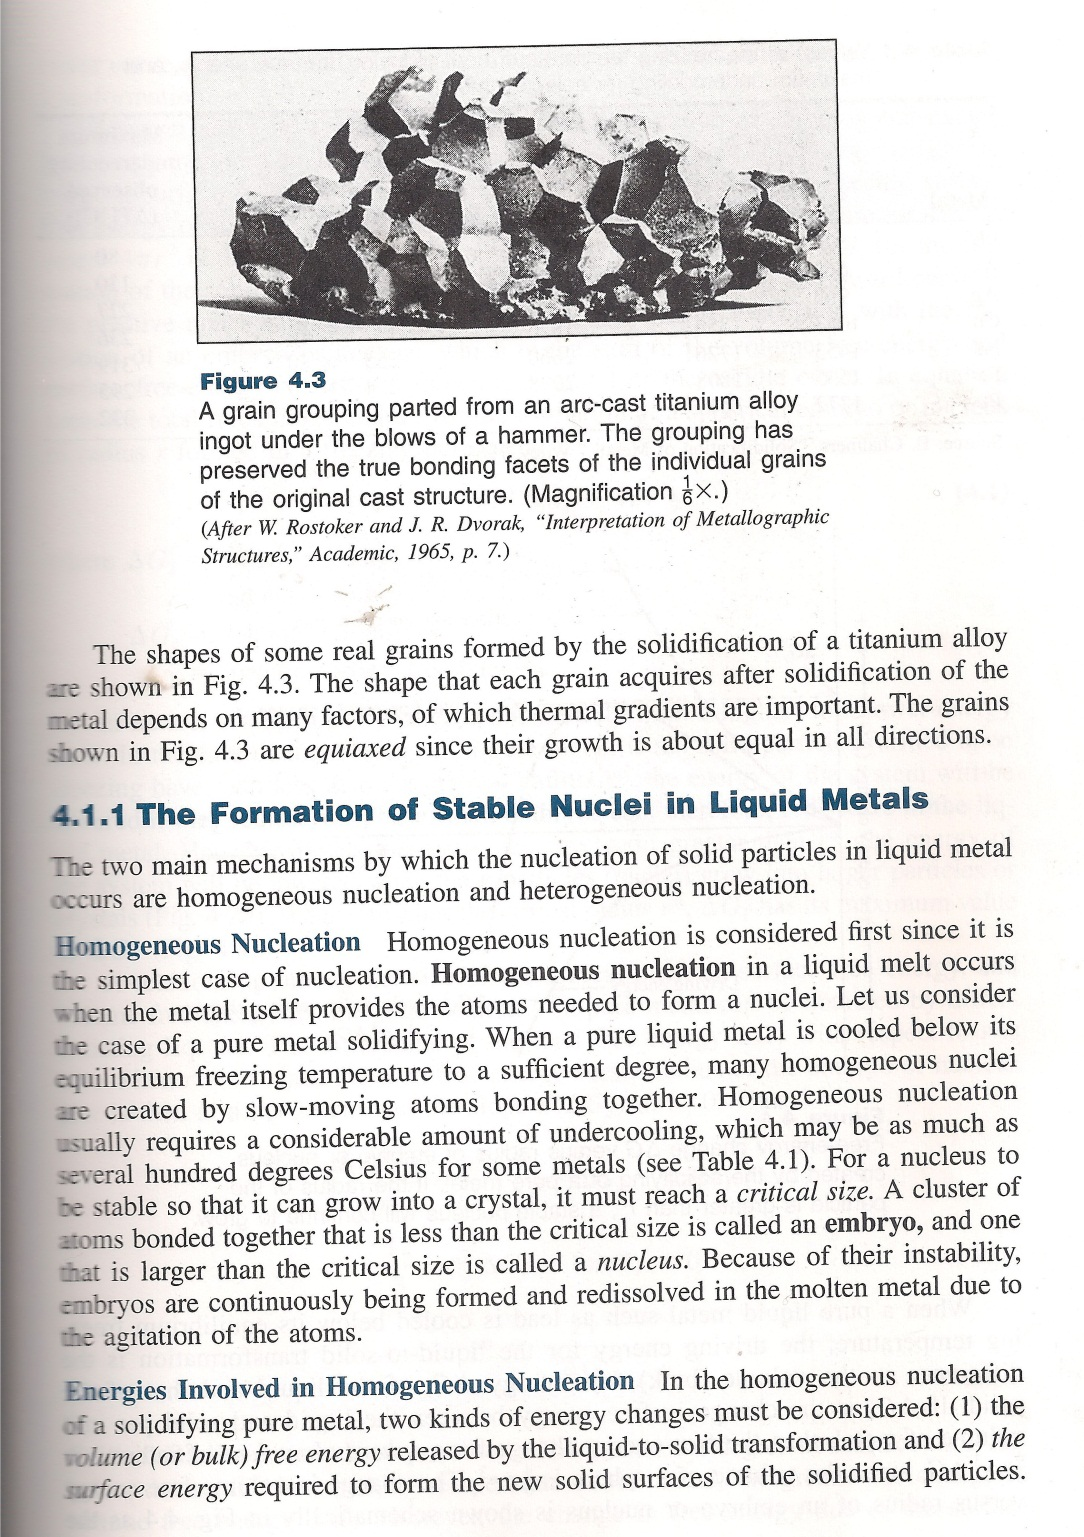 Figure 4.3
A grain grouping parted from an arc-cast titanium alloy
ingot under the blows of a hammer. The grouping has
preserved the true bonding facets of the individual grains
of the original cast structure. (Magnification 1/6×.)
(After W. Rostoker and J. R. Dvorak, “Interpretation of Metallographic
Structures,” Academic, 1965, p. 7.)
The shapes of some real grains formed by the solidification of a titanium alloy
are shown in Fig. 4.3. The shape that each grain acquires after solidification of the
metal depends on many factors, of which thermal gradients are important. The grains
shown in Fig. 4.3 are equiaxed since their growth is about equal in all directions.
4.1.1 The Formation of Stable Nuclei in Liquid Metals
The two main mechanisms by which the nucleation of solid particles in liquid metal
occurs are homogeneous nucleation and heterogeneous nucleation.
Homogeneous Nucleation Homogeneous nucleation is considered first since it is
the simplest case of nucleation. Homogeneous nucleation in a liquid melt occurs
when the metal itself provides the atoms needed to form a nuclei. Let us consider
the case of a pure metal solidifying. When a pure liquid metal is cooled below its
equilibrium freezing temperature to a sufficient degree, many homogeneous nuclei
are created by slow-moving atoms bonding together. Homogeneous nucleation
usually requires a considerable amount of undercooling, which may be as much as
several hundred degrees Celsius for some metals (see Table 4.1). For a nucleus to
be stable so that it can grow into a crystal, it must reach a critical size. A cluster of
atoms bonded together that is less than the critical size is called an embryo, and one
that is larger than the critical size is called a nucleus. Because of their instability,
embryos are continuously being formed and redissolved in the molten metal due to
the agitation of the atoms.
Energies Involved in Homogeneous Nucleation In the homogeneous nucleation
of a solidifying pure metal, two kinds of energy changes must be considered: (1) the
volume (or bulk) free energy released by the liquid-to-solid transformation and (2) the
surface energy required to form the new solid surfaces of the solidified particles.